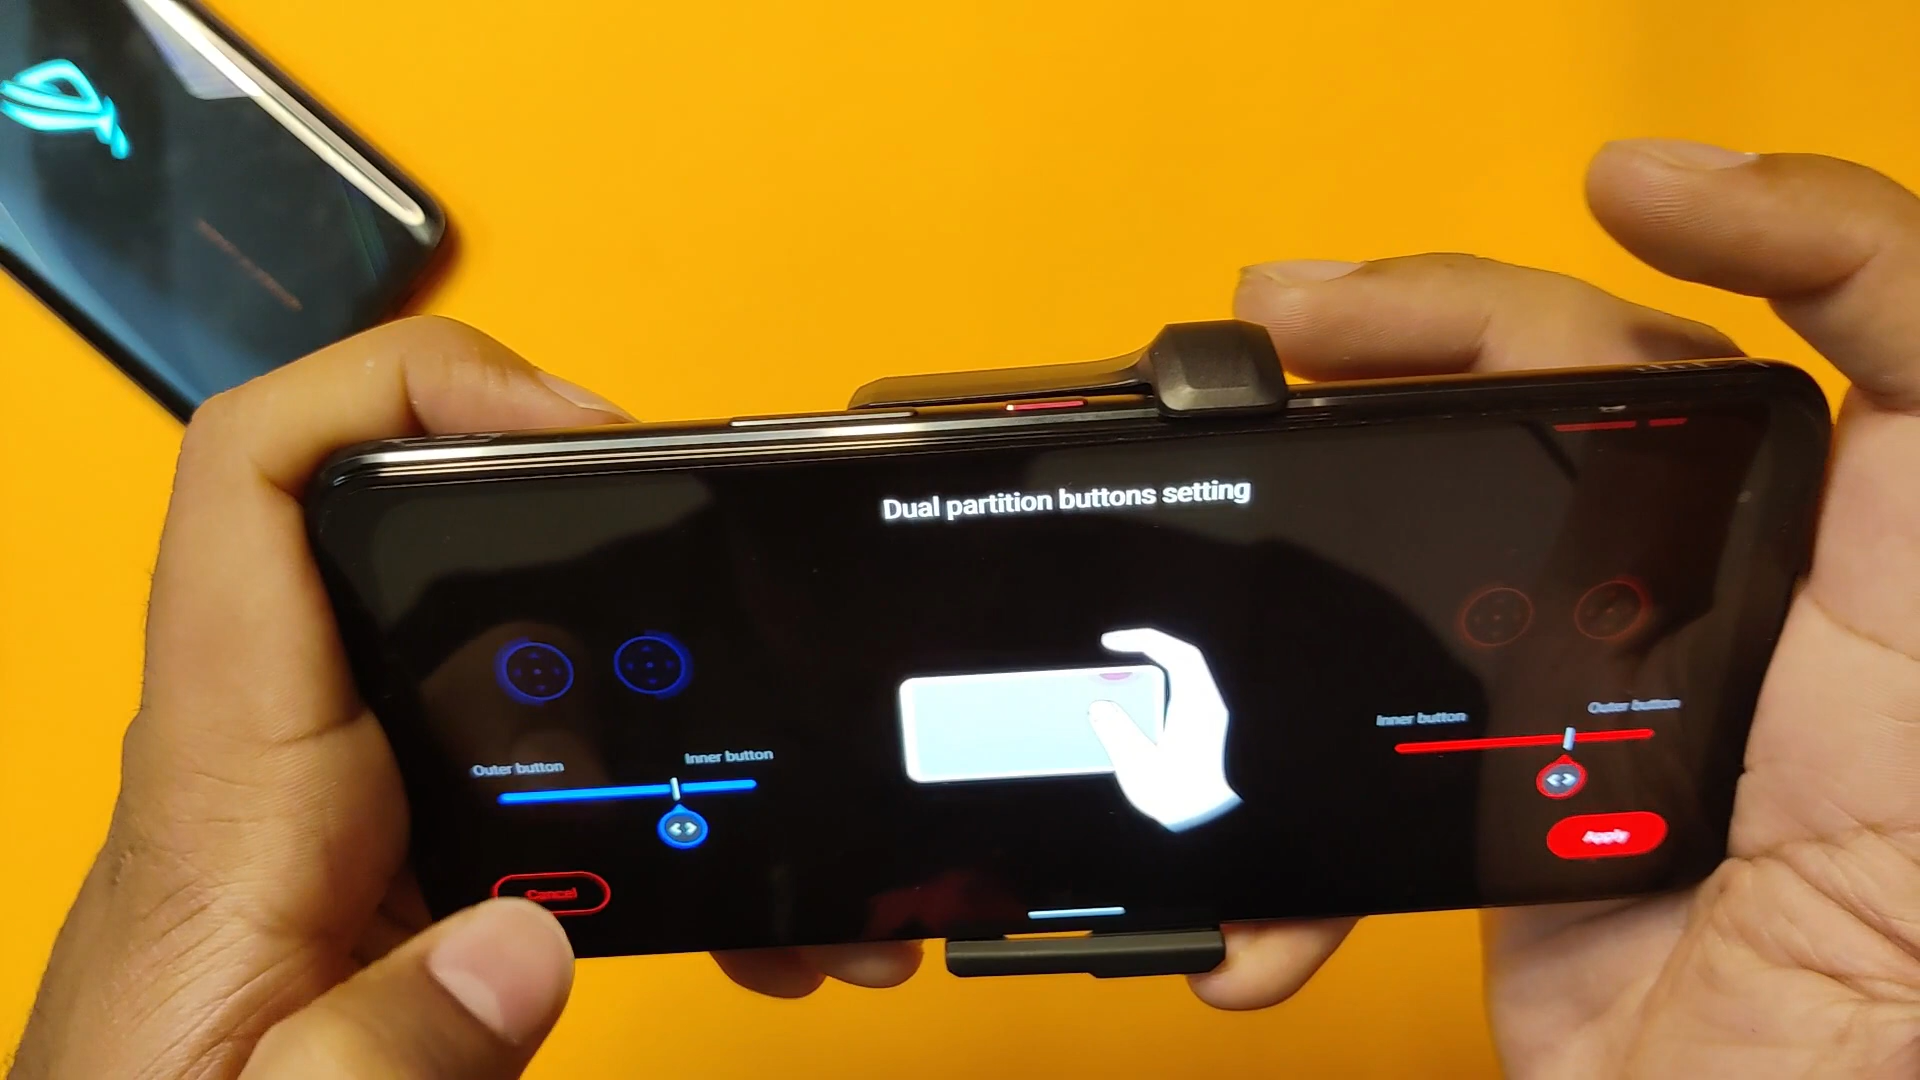 Dual partition buttons setting
Outer button
Inner button
Inner button
Outer button
Cancel
Apply